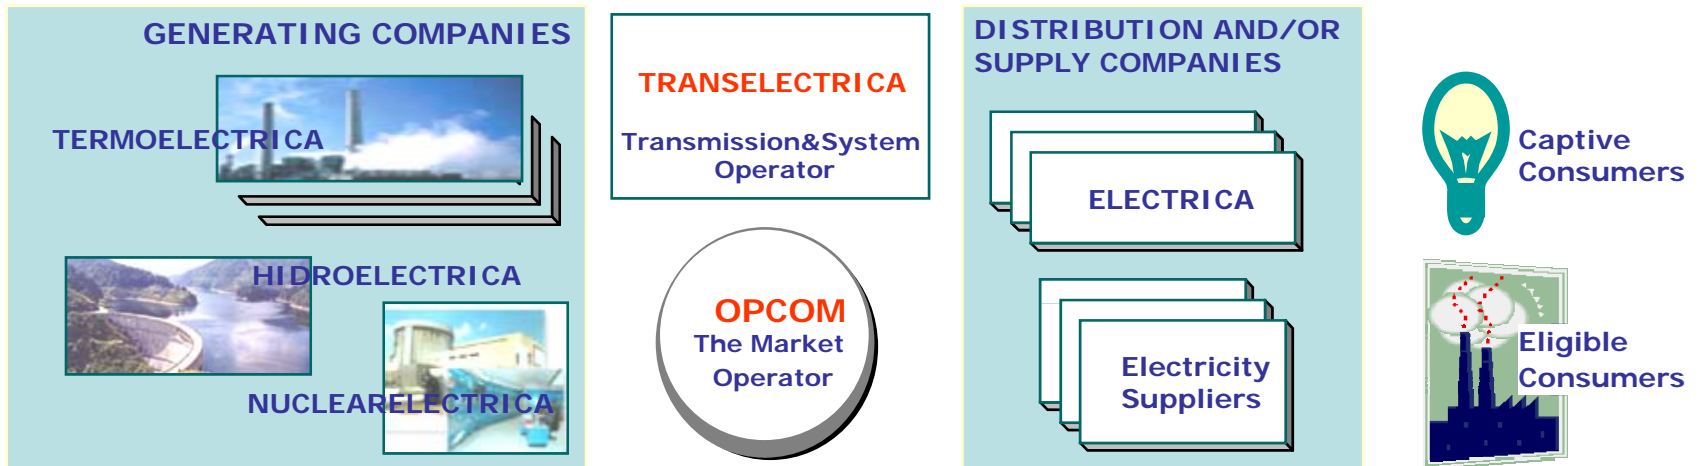 GENERATING COMPANIES
TERMOELECTRICA
HIDROELECTRICA
NUCLEARELECTRICA
TRANSELECTRICA
Transmission&System
Operator
OPCOM
The Market
Operator
DISTRIBUTION AND/OR
SUPPLY COMPANIES
ELECTRICA
Electricity
Suppliers
Captive
Consumers
Eligible
Consumers